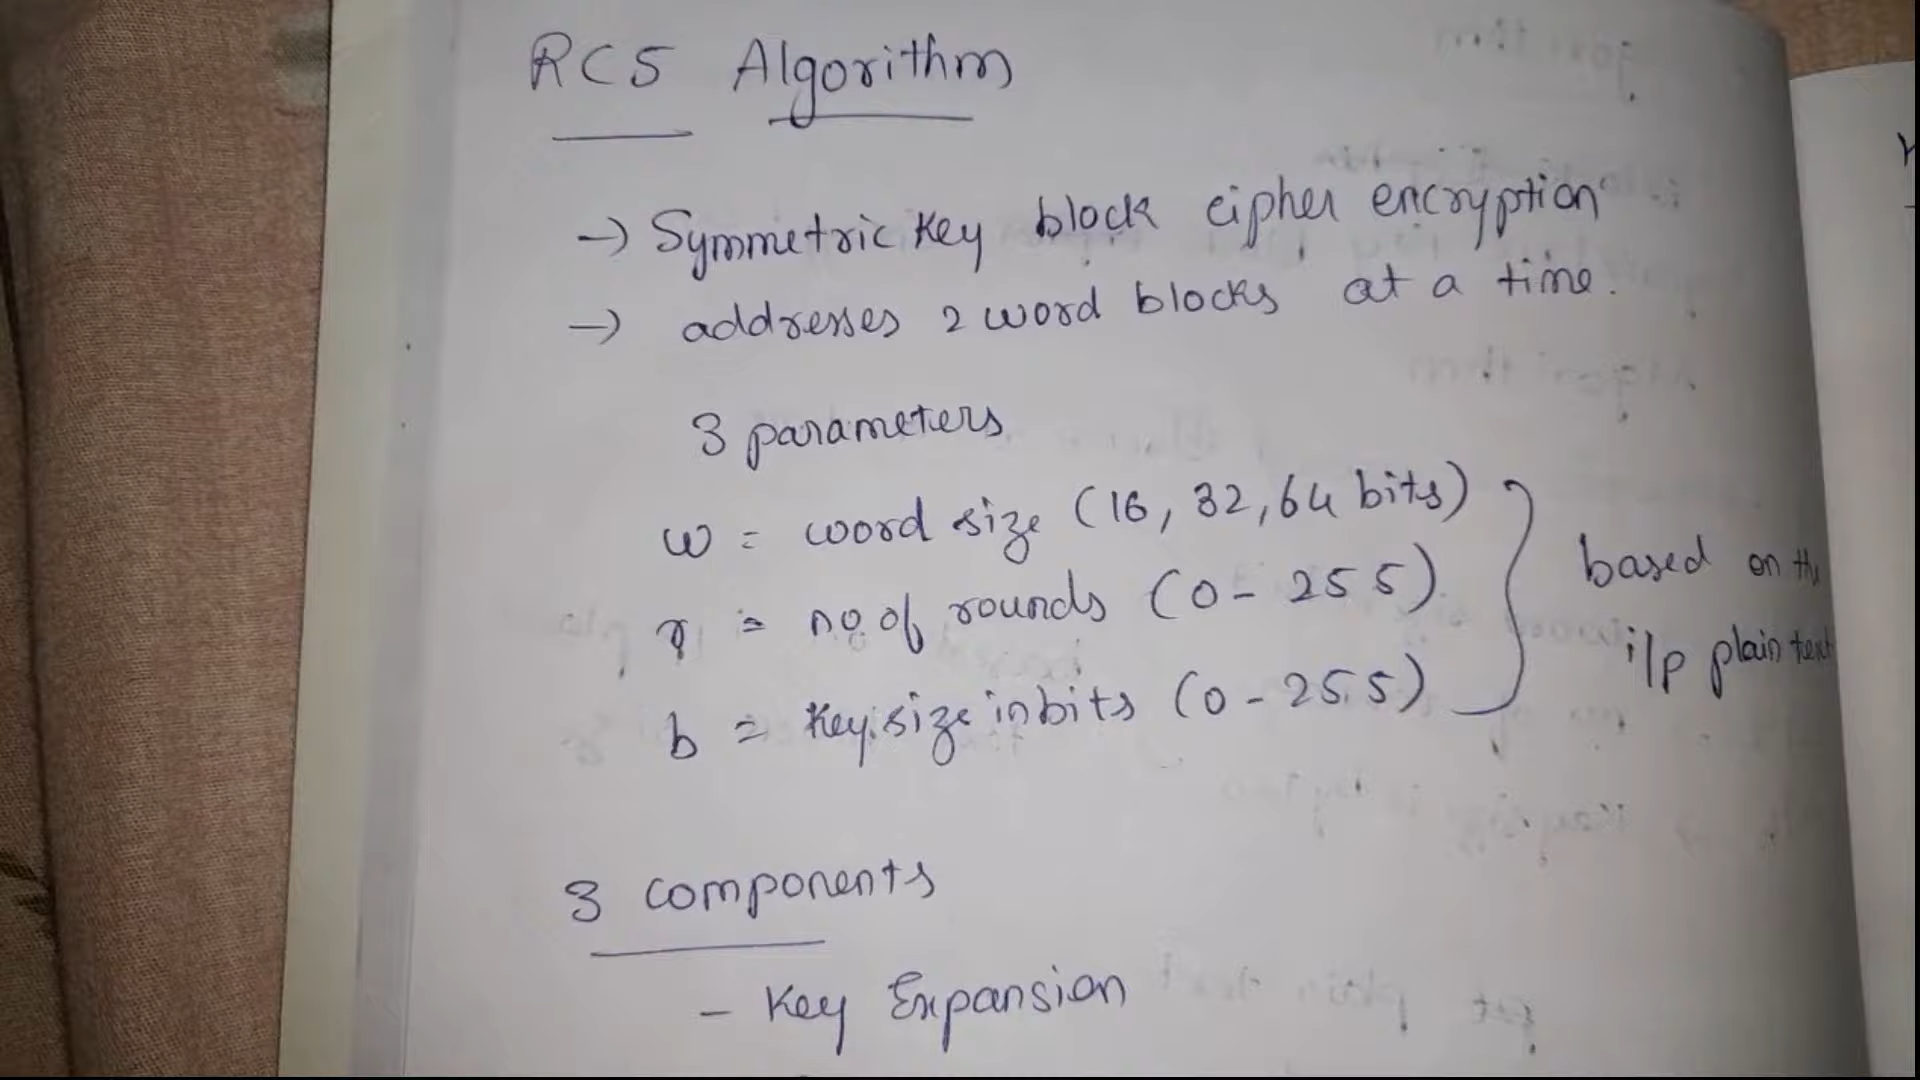 RC5 Algorithm
→ Symmetric Key block cipher encryption
→ addresses 2 word blocks at a time.
3 parameters
w = word size (16, 32, 64 bits)
r = no of rounds (0 - 255)
b = key size in bits (0 - 255)
based on the
i/p plain text
3 components
- Key Expansion